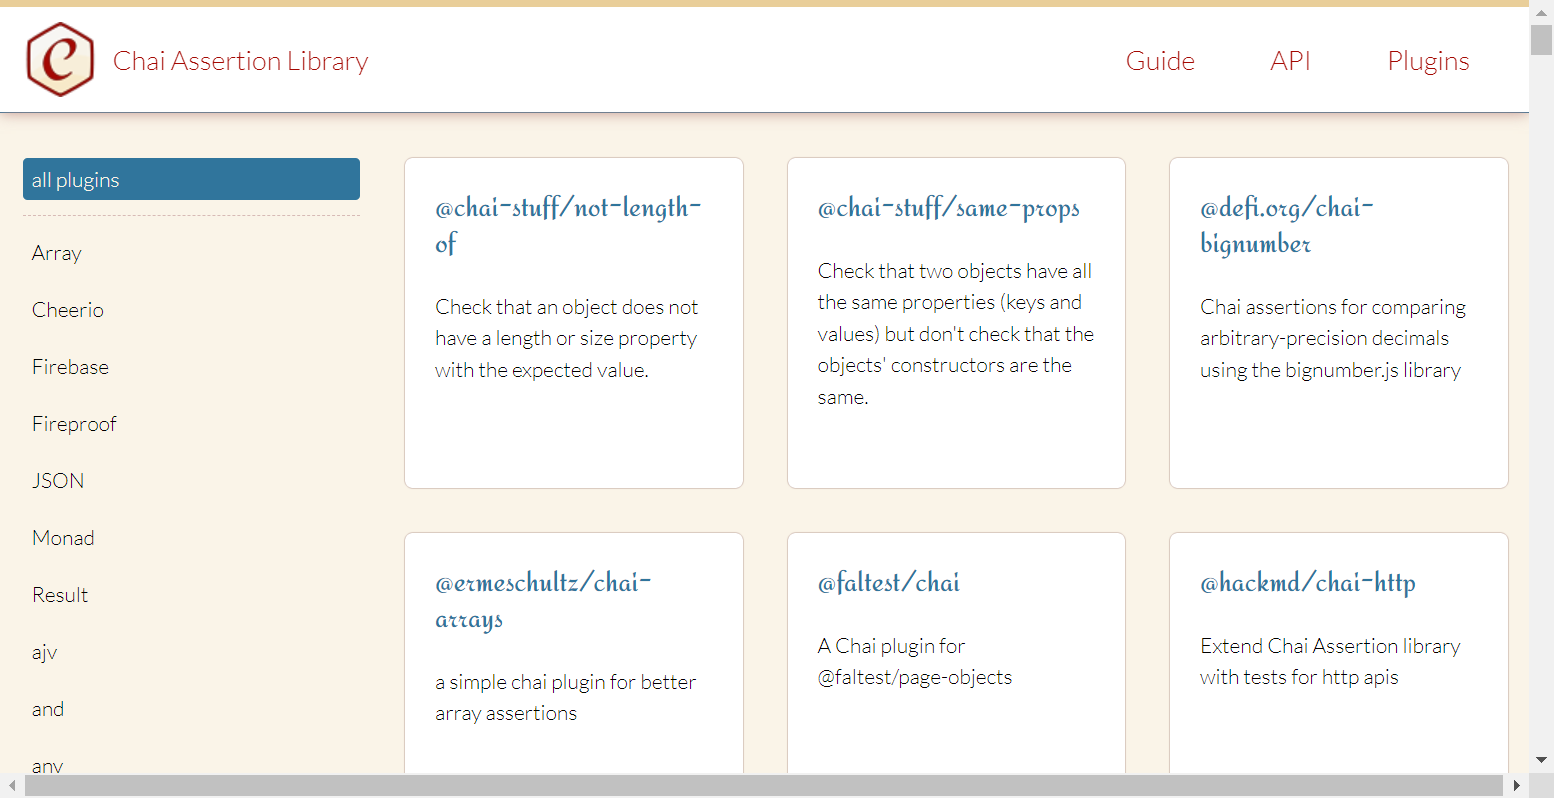 Chai Assertion Library
Guide
API
Plugins
all plugins
Array
Cheerio
Firebase
Fireproof
JSON
Monad
Result
ajv
and
any
@chai-stuff/not-length-
of
Check that an object does not
have a length or size property
with the expected value.
@chai-stuff/same-props
Check that two objects have all
the same properties (keys and
values) but don't check that the
objects' constructors are the
same.
@defi.org/chai-
bignumber
Chai assertions for comparing
arbitrary-precision decimals
using the bignumber.js library
@ermeschultz/chai-
arrays
a simple chai plugin for better
array assertions
@faltest/chai
A Chai plugin for
@faltest/page-objects
@hackmd/chai-http
Extend Chai Assertion library
with tests for http apis